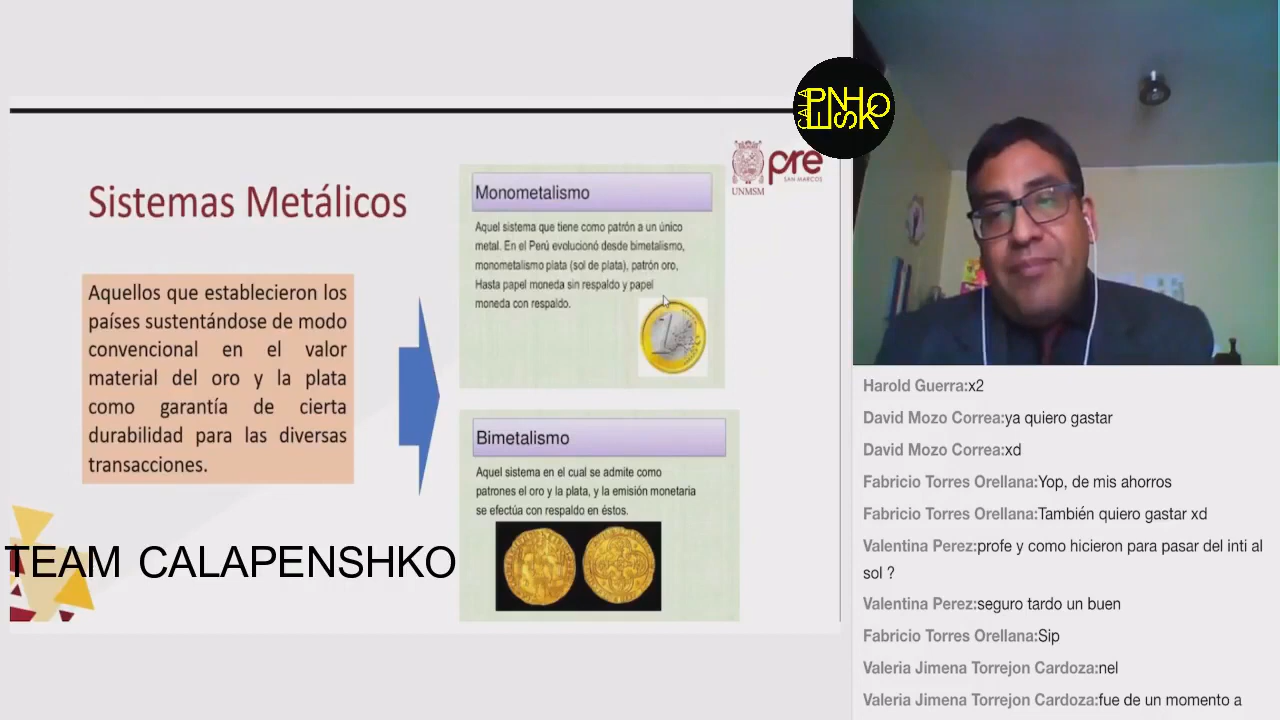 Sistemas Metálicos
Aquellos que establecieron los
países sustentándose de modo
convencional en el valor
material del oro y la plata
como garantía de cierta
durabilidad para las diversas
transacciones.
TEAM CALAPENSHKO
Monometalismo
Aquel sistema que tiene como patrón a un único
metal. En el Perú evolucionó desde bimetalismo,
monometalismo plata (sol de plata), patrón oro,
Hasta papel moneda sin respaldo y papel
moneda con respaldo.
1
Bimetalismo
Aquel sistema en el cual se admite como
patrones el oro y la plata, y la emisión monetaria
se efectúa con respaldo en éstos.
UNMSM
pre
SAN MARCOS
CALA
PENSHKO
Harold Guerra:x2
David Mozo Correa:ya quiero gastar
David Mozo Correa:xd
Fabricio Torres Orellana:Yop, de mis ahorros
Fabricio Torres Orellana:También quiero gastar xd
Valentina Perez:profe y como hicieron para pasar del inti al
sol ?
Valentina Perez:seguro tardo un buen
Fabricio Torres Orellana:Sip
Valeria Jimena Torrejon Cardoza:nel
Valeria Jimena Torrejon Cardoza:fue de un momento a